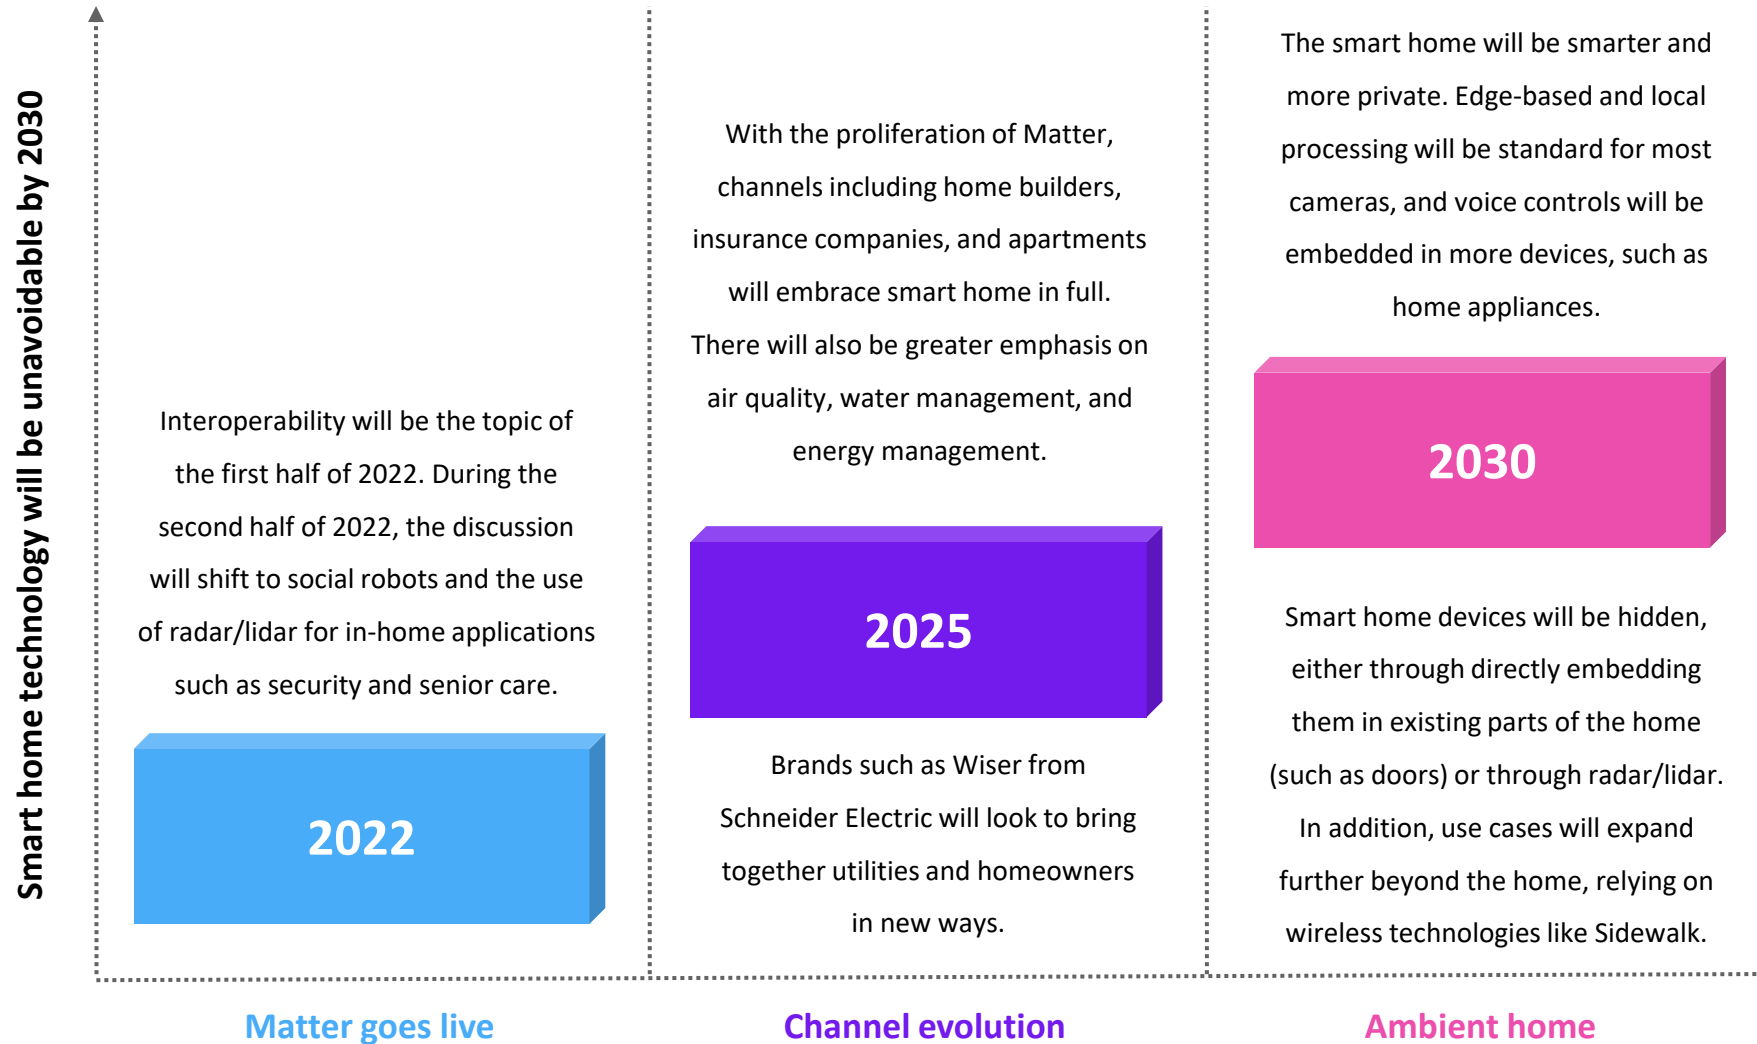 Smart home technology will be unavoidable by 2030
Interoperability will be the topic of
the first half of 2022. During the
second half of 2022, the discussion
will shift to social robots and the use
of radar/lidar for in-home applications
such as security and senior care.
2022
Matter goes live
With the proliferation of Matter,
channels including home builders,
insurance companies, and apartments
will embrace smart home in full.
There will also be greater emphasis on
air quality, water management, and
energy management.
2025
Brands such as Wiser from
Schneider Electric will look to bring
together utilities and homeowners
in new ways.
Channel evolution
The smart home will be smarter and
more private. Edge-based and local
processing will be standard for most
cameras, and voice controls will be
embedded in more devices, such as
home appliances.
2030
Smart home devices will be hidden,
either through directly embedding
them in existing parts of the home
(such as doors) or through radar/lidar.
In addition, use cases will expand
further beyond the home, relying on
wireless technologies like Sidewalk.
Ambient home